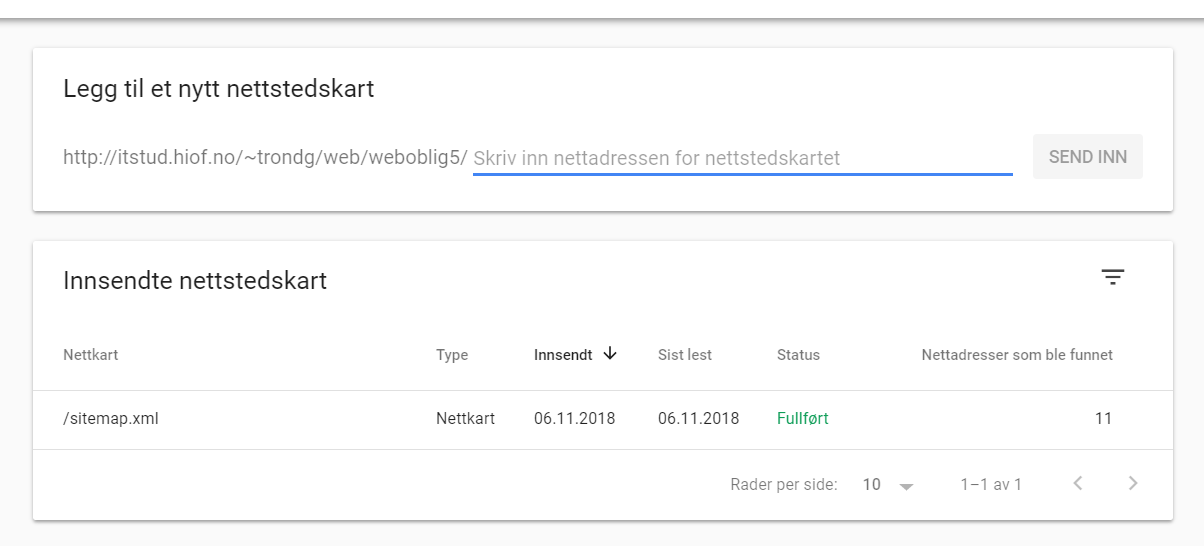 Legg til et nytt nettstedskart
http://itstud.hiof.no/~trondg/web/weboblig5/ Skriv inn nettadressen for nettstedskartet SEND INN
Innsendte nettstedskart
Nettkart Type Innsendt Sist lest Status Nettadresser som ble funnet
/sitemap.xml Nettkart 06.11.2018 06.11.2018 Fullført 11
Rader per side: 10 1–1 av 1